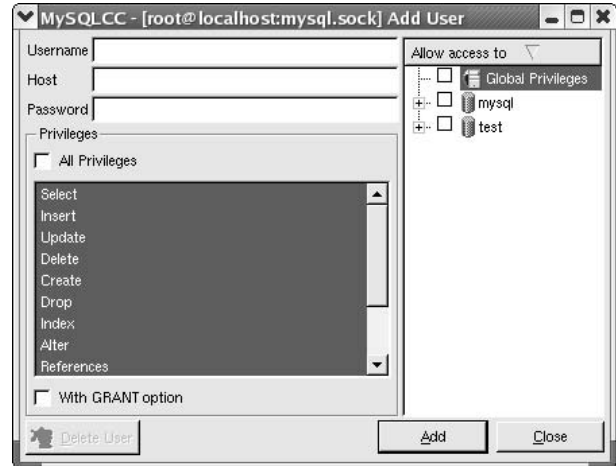 MySQLCC - [root@localhost:mysql.sock] Add User
Username
Host
Password
Privileges
All Privileges
Select
Insert
Update
Delete
Create
Drop
Index
Alter
References
With GRANT option
Delete User
Allow access to
Global Privileges
mysql
test
Add
Close